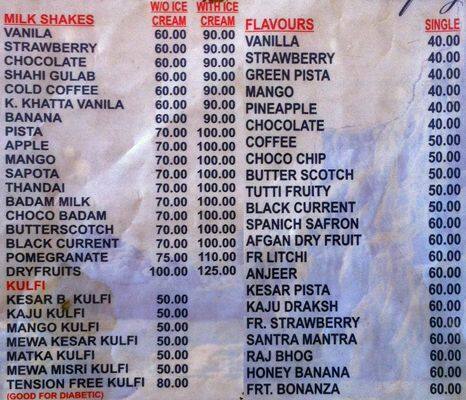 W/O ICE WITH ICE
MILK SHAKES CREAM CREAM
VANILA 60.00 90.00
STRAWBERRY 60.00 90.00
CHOCOLATE 60.00 90.00
SHAHI GULAB 60.00 90.00
COLD COFFEE 60.00 90.00
K. KHATTA VANILA 60.00 90.00
BANANA 60.00 90.00
PISTA 70.00 100.00
APPLE 70.00 100.00
MANGO 70.00 100.00
SAPOTA 70.00 100.00
THANDAI 70.00 100.00
BADAM MILK 70.00 100.00
CHOCO BADAM 70.00 100.00
BUTTERSCOTCH 70.00 100.00
BLACK CURRENT 70.00 100.00
POMEGRANATE 75.00 110.00
DRYFRUITS 100.00 125.00
KULFI
KESAR B. KULFI 50.00
KAJU KULFI 50.00
MANGO KULFI 50.00
MEWA KESAR KULFI 50.00
MATKA KULFI 50.00
MEWA MISRI KULFI 50.00
TENSION FREE KULFI 80.00
(GOOD FOR DIABETIC)
FLAVOURS SINGLE
VANILLA 40.00
STRAWBERRY 40.00
GREEN PISTA 40.00
MANGO 40.00
PINEAPPLE 40.00
CHOCOLATE 40.00
COFFEE 50.00
CHOCO CHIP 50.00
BUTTER SCOTCH 50.00
TUTTI FRUITY 50.00
BLACK CURRENT 50.00
SPANICH SAFRON 60.00
AFGAN DRY FRUIT 60.00
FR LITCHI 60.00
ANJEER 60.00
KESAR PISTA 60.00
KAJU DRAKSH 60.00
FR. STRAWBERRY 60.00
SANTRA MANTRA 60.00
RAJ BHOG 60.00
HONEY BANANA 60.00
FRT. BONANZA 60.00